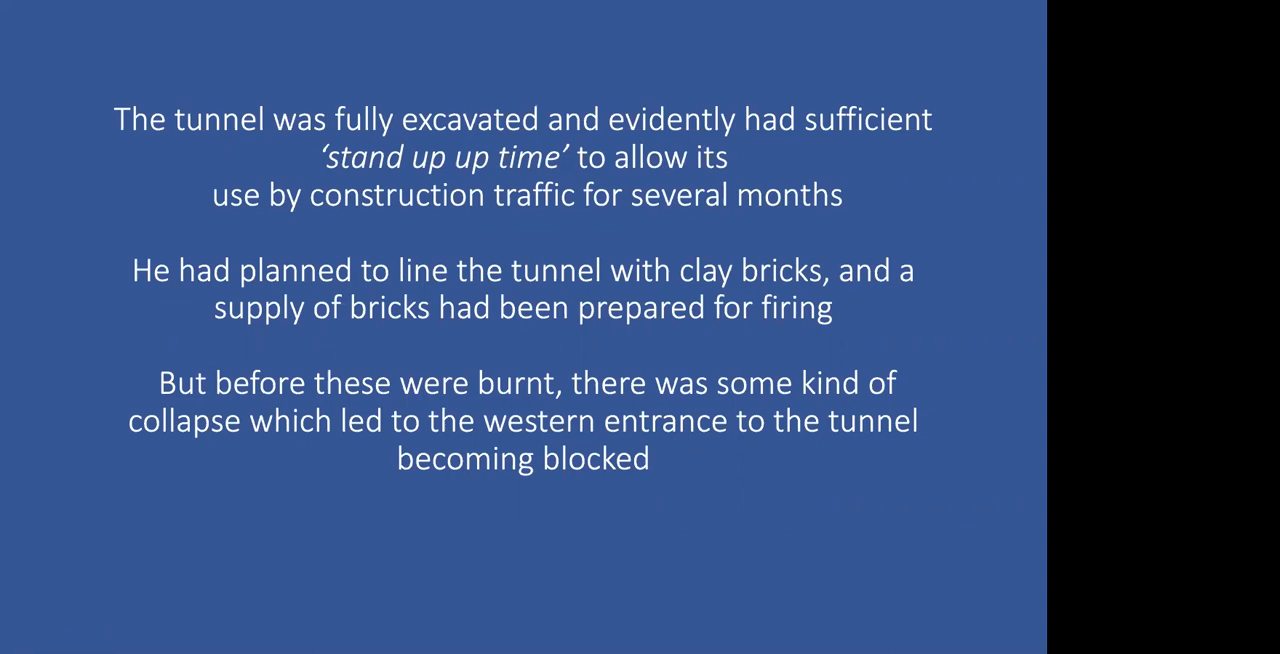 The tunnel was fully excavated and evidently had sufficient
‘stand up up time’ to allow its
use by construction traffic for several months
He had planned to line the tunnel with clay bricks, and a
supply of bricks had been prepared for firing
But before these were burnt, there was some kind of
collapse which led to the western entrance to the tunnel
becoming blocked